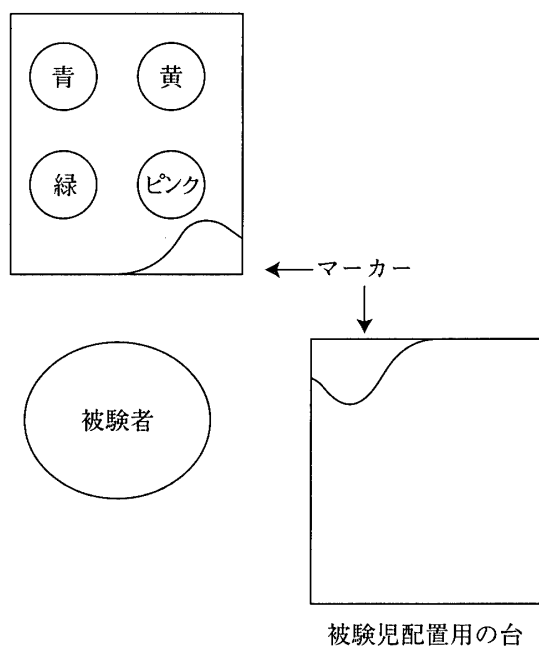 青 黄
緑 ピンク
マーカー
被験者
被験児配置用の台